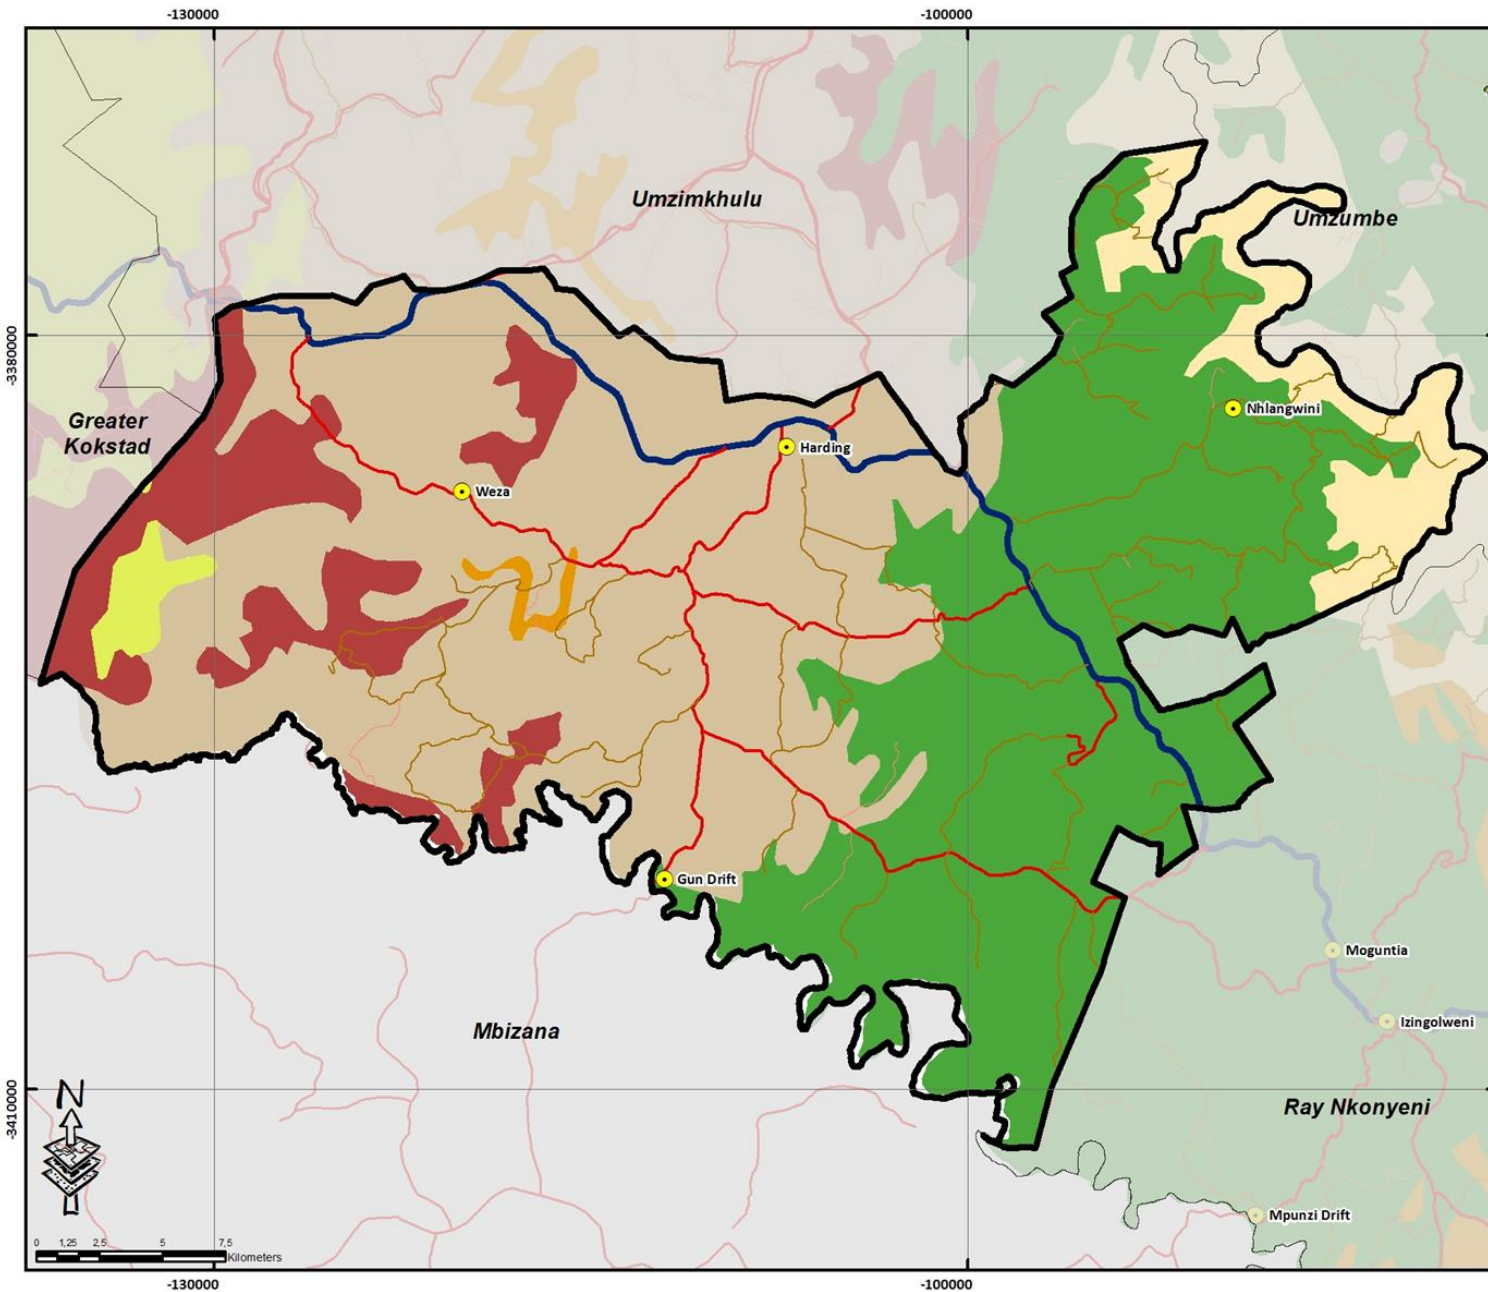 -130000
-100000
Umzimkhulu
Umzumbe
-3380000
Greater
Kokstad
Nhlangwini
Harding
Weza
Gun Drift
Moguntia
Izingolweni
Mbizana
N
-3410000
Ray Nkonyeni
Mpunzi Drift
0 1,25 2,5 5 7,5
Kilometers
-130000
-100000